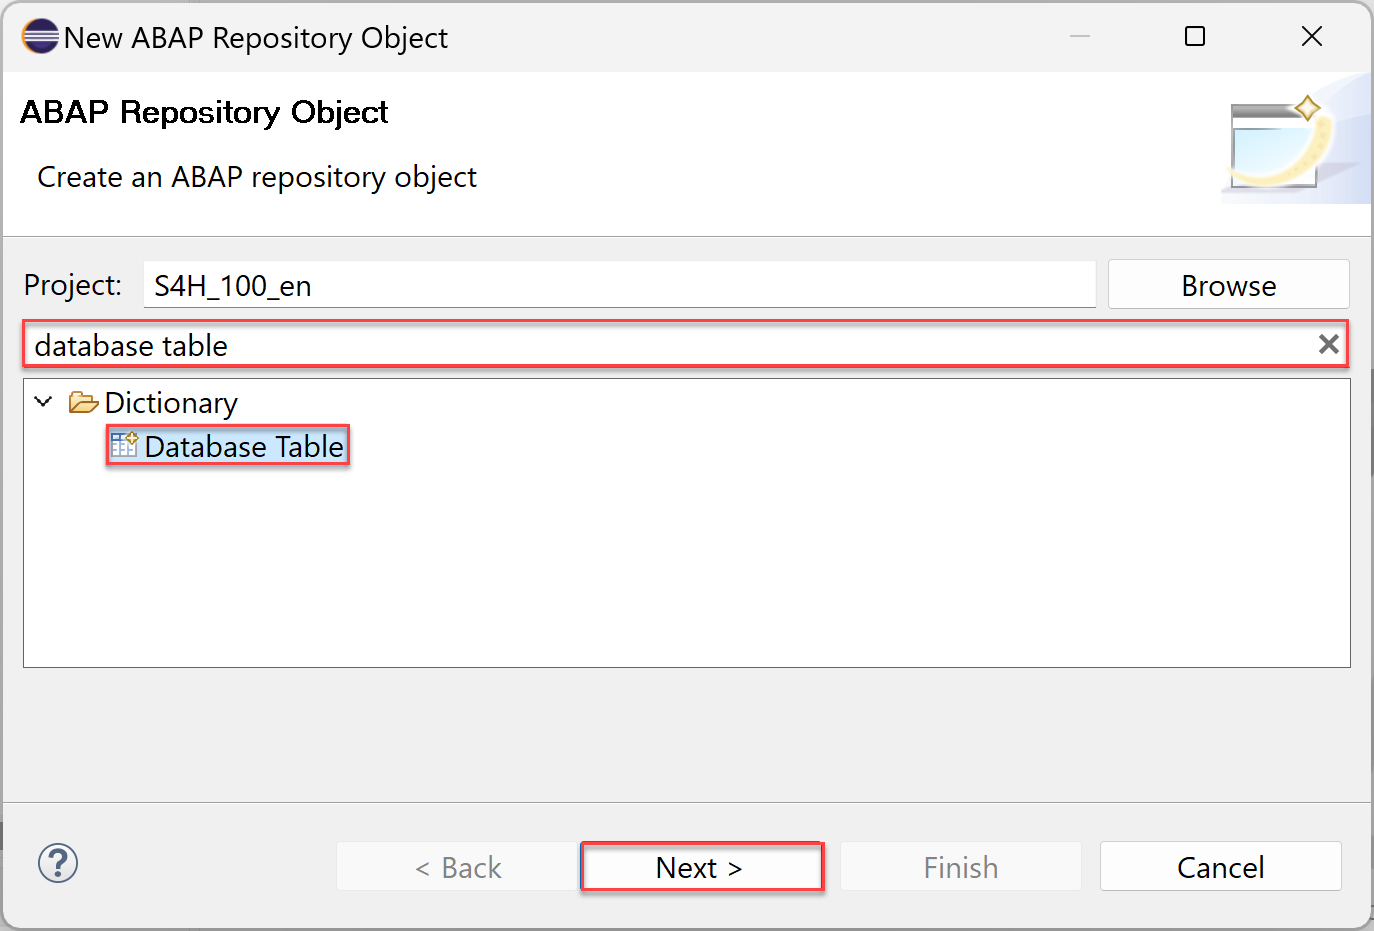 New ABAP Repository Object
ABAP Repository Object
Create an ABAP repository object
Project: S4H_100_en Browse
database table
Dictionary
Database Table
< Back Next > Finish Cancel